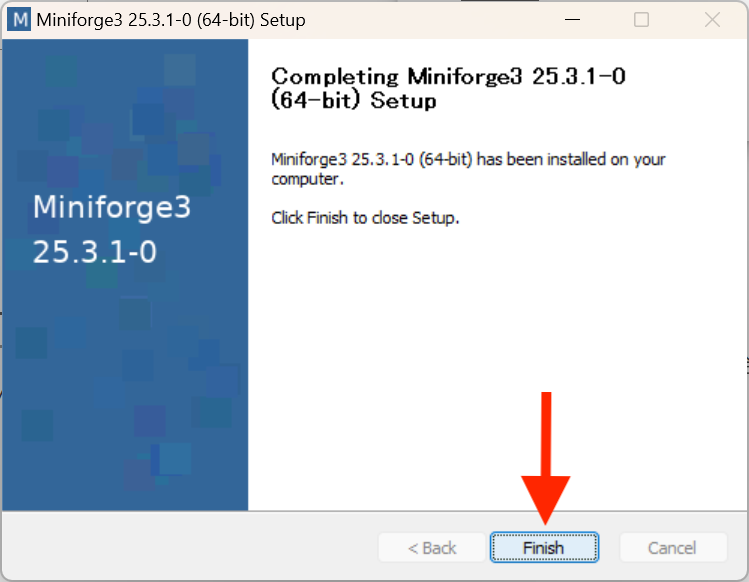 M Miniforge3 25.3.1-0 (64-bit) Setup
Completing Miniforge3 25.3.1-0
(64-bit) Setup
Miniforge3 25.3.1-0 (64-bit) has been installed on your
computer.
Click Finish to close Setup.
Miniforge3
25.3.1-0
< Back
Finish
Cancel